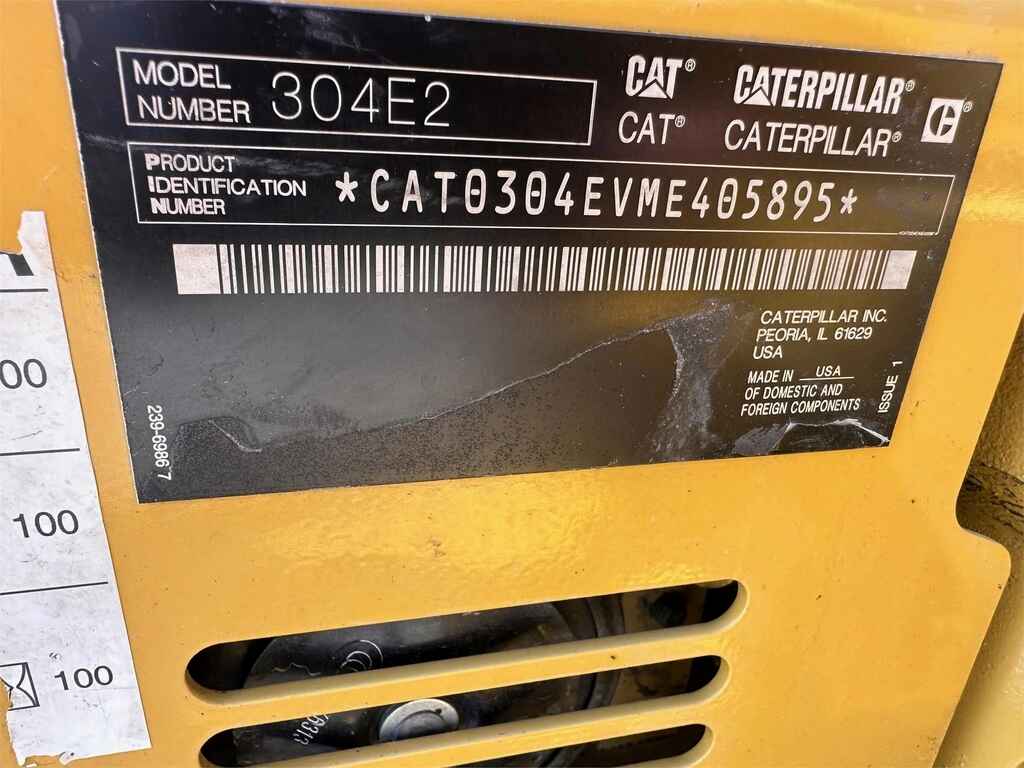 MODEL
NUMBER 304E2
CAT® CATERPILLAR®
CAT® CATERPILLAR®
PRODUCT
IDENTIFICATION
NUMBER
*CAT0304EVME405895*
CATERPILLAR INC.
PEORIA, IL 61629
USA
MADE IN USA
OF DOMESTIC AND
FOREIGN COMPONENTS
ISSUE 1
239-6986 7
00
100
100